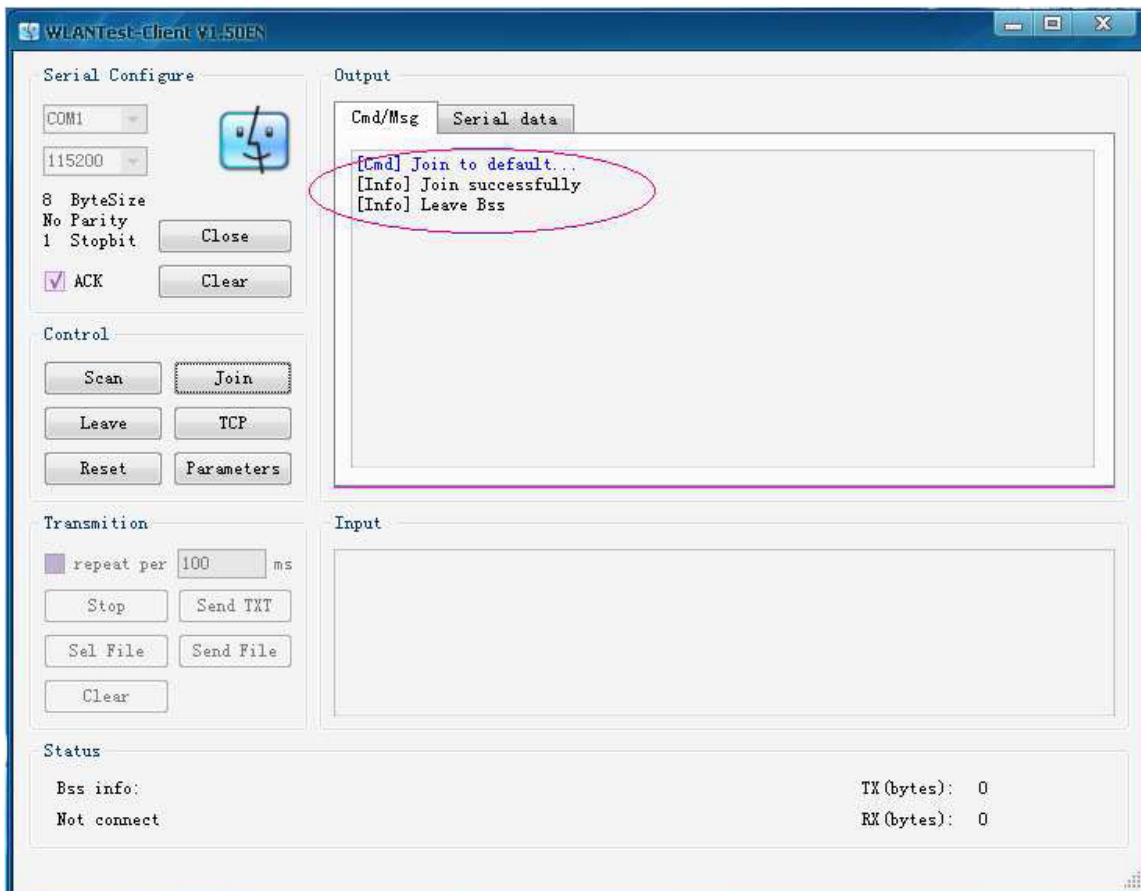 WLANTest-Client V1.50EN
Serial Configure
COM1
115200
8 ByteSize
No Parity
1 Stopbit
Close
ACK
Clear
Output
Cmd/Msg
Serial data
[Cmd] Join to default...
[Info] Join successfully
[Info] Leave Bss
Control
Scan
Join
Leave
TCP
Reset
Parameters
Transmition
repeat per 100 ms
Stop
Send TXT
Sel File
Send File
Clear
Input
Status
Bss info:
Not connect
TX(bytes): 0
RX(bytes): 0